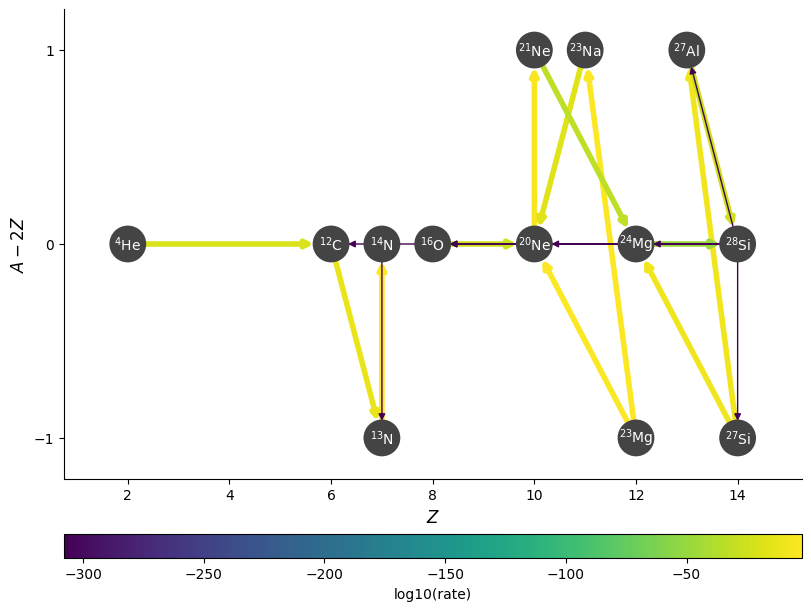 1
²¹Ne ²³Na ²⁷Al
A − 2Z
0
⁴He ¹²C ¹⁴N ¹⁶O ²⁰Ne ²⁴Mg ²⁸Si
−1
¹³N ²³Mg ²⁷Si
2 4 6 8 10 12 14
Z
−300 −250 −200 −150 −100 −50
log10(rate)